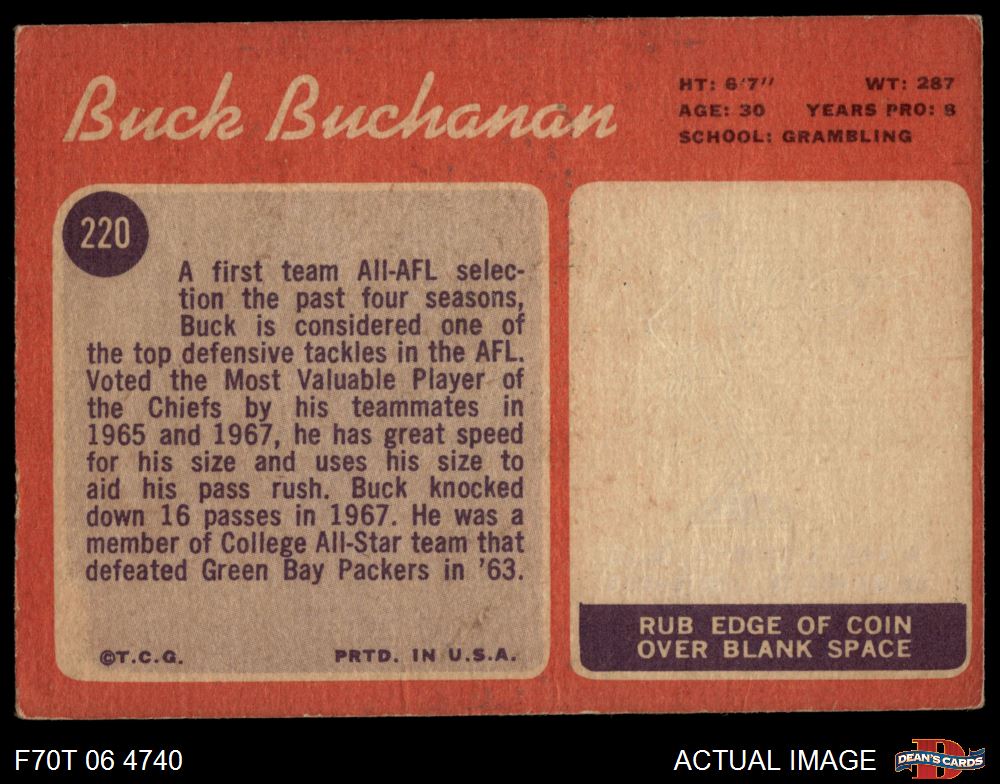 Buck Buchanan
HT: 6'7" WT: 287
AGE: 30 YEARS PRO: 8
SCHOOL: GRAMBLING
220
A first team All-AFL selec-
tion the past four seasons,
Buck is considered one of
the top defensive tackles in the AFL.
Voted the Most Valuable Player of
the Chiefs by his teammates in
1965 and 1967, he has great speed
for his size and uses his size to
aid his pass rush. Buck knocked
down 16 passes in 1967. He was a
member of College All-Star team that
defeated Green Bay Packers in '63.
©T.C.G. PRTD. IN U.S.A.
RUB EDGE OF COIN
OVER BLANK SPACE
F70T 06 4740
ACTUAL IMAGE
D
DEAN'S CARDS